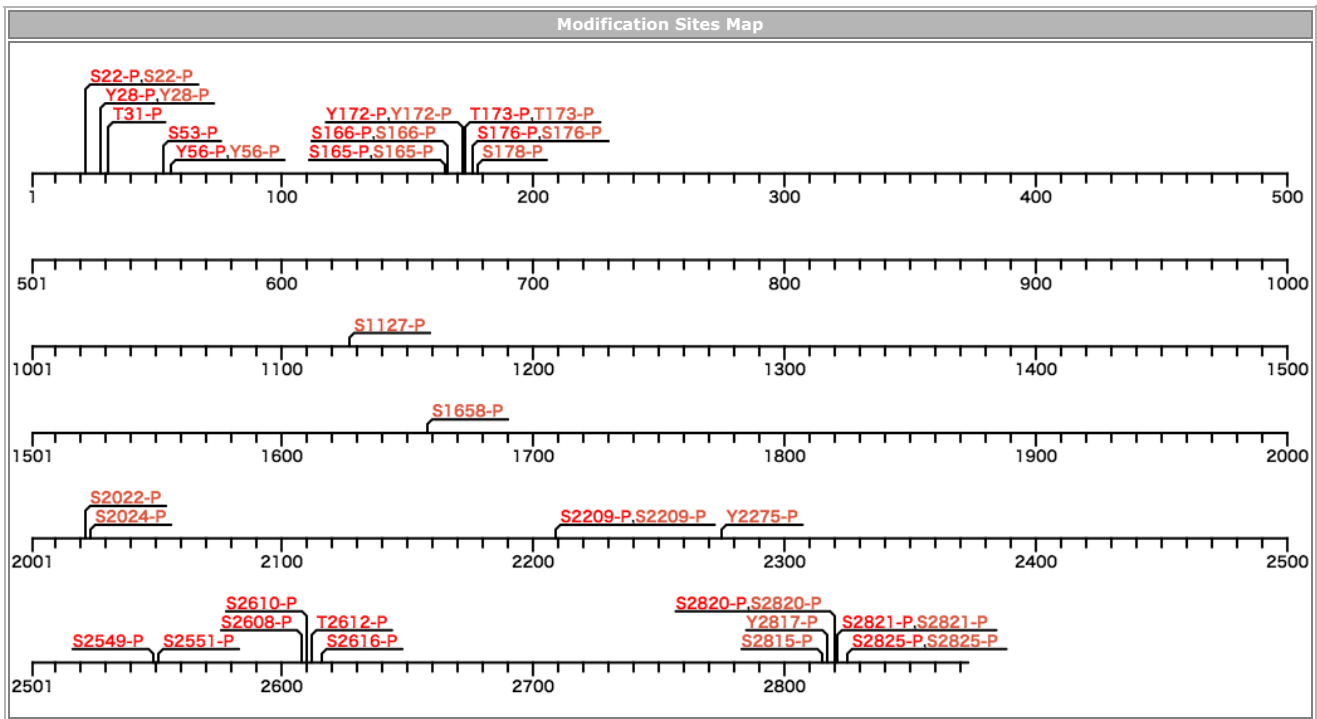 Modification Sites Map
S22-P,S22-P
Y28-P,Y28-P
T31-P Y172-P,Y172-P T173-P,T173-P
S53-P S166-P,S166-P S176-P,S176-P
Y56-P,Y56-P S165-P,S165-P S178-P
1 100 200 300 400 500
501 600 700 800 900 1000
S1127-P
1001 1100 1200 1300 1400 1500
S1658-P
1501 1600 1700 1800 1900 2000
S2022-P
S2024-P S2209-P,S2209-P Y2275-P
2001 2100 2200 2300 2400 2500
S2610-P S2820-P,S2820-P
S2608-P T2612-P Y2817-P S2821-P,S2821-P
S2549-P S2551-P S2616-P S2815-P S2825-P,S2825-P
2501 2600 2700 2800